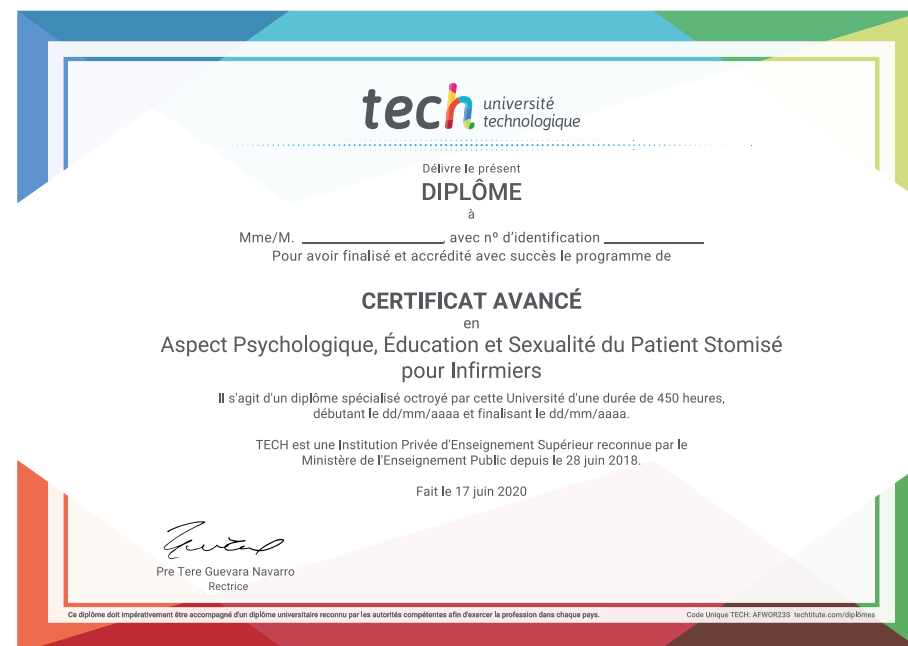 tech université
technologique
Délivre le présent
DIPLÔME
à
Mme/M. ____________________, avec nº d'identification ______________
Pour avoir finalisé et accrédité avec succès le programme de
CERTIFICAT AVANCÉ
en
Aspect Psychologique, Éducation et Sexualité du Patient Stomisé
pour Infirmiers
Il s'agit d'un diplôme spécialisé octroyé par cette Université d'une durée de 450 heures,
débutant le dd/mm/aaaa et finalisant le dd/mm/aaaa.
TECH est une Institution Privée d'Enseignement Supérieur reconnue par le
Ministère de l'Enseignement Public depuis le 28 juin 2018.
Fait le 17 juin 2020
Pre Tere Guevara Navarro
Rectrice
Ce diplôme doit impérativement être accompagné d'un diplôme universitaire reconnu par les autorités compétentes afin d'exercer la profession dans chaque pays.
Code Unique TECH: AFWOR23S techtitute.com/diplômes